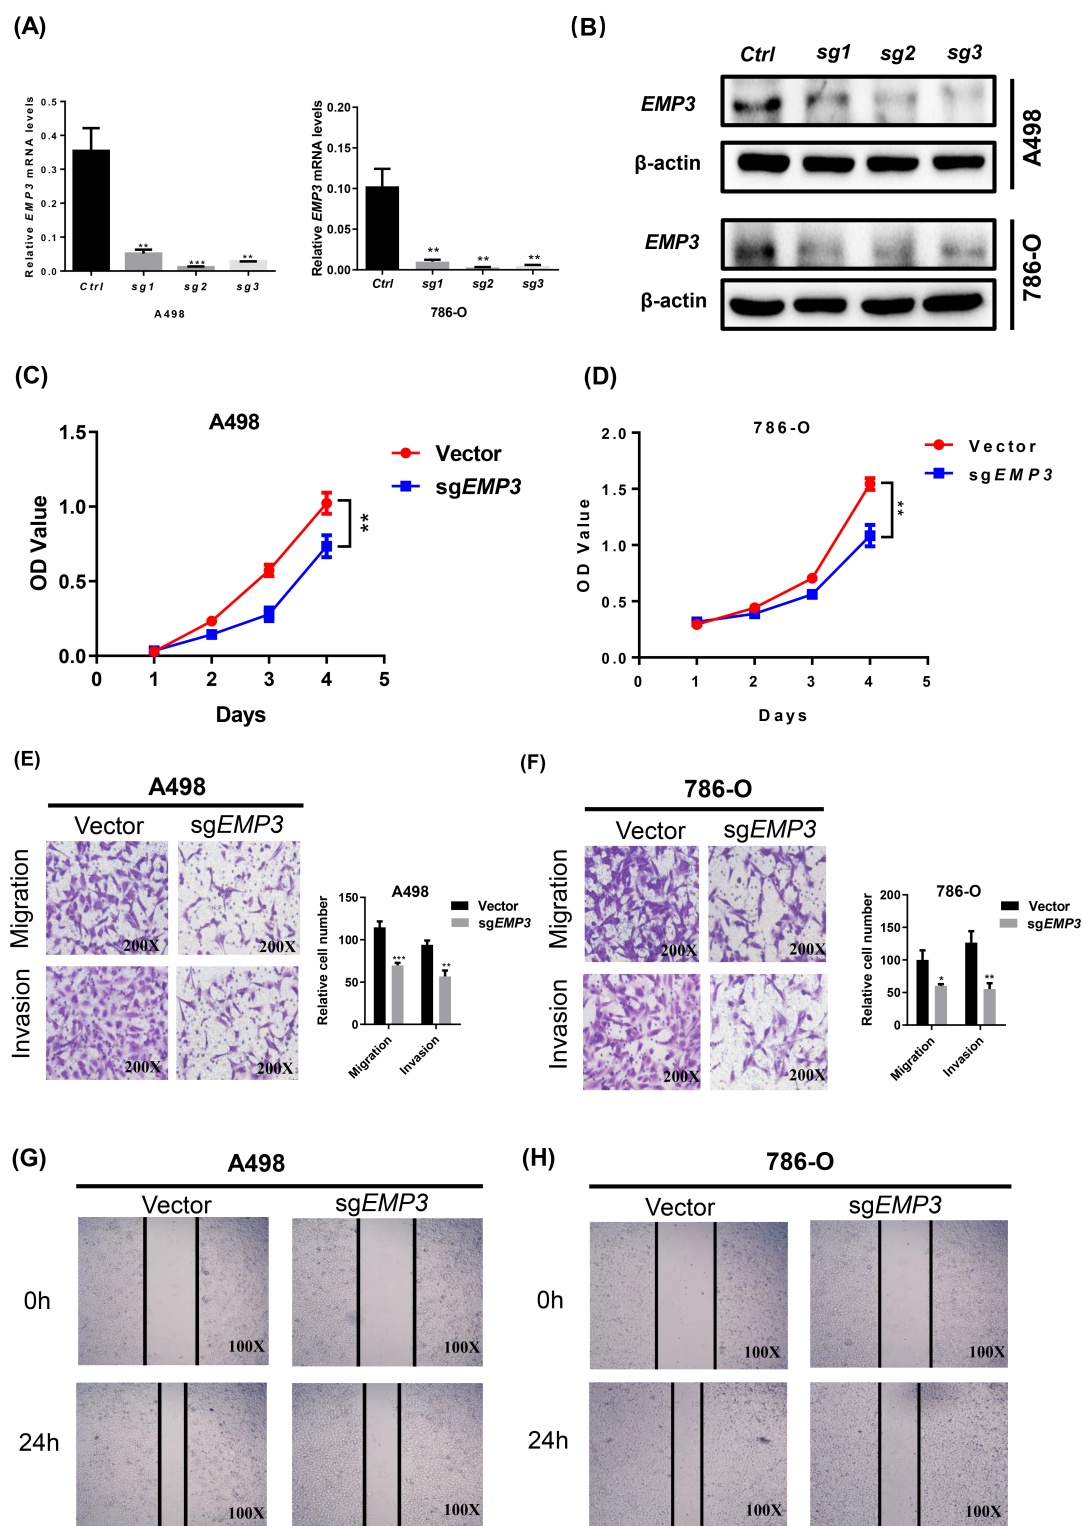 (A)
Relative EMP3 mRNA levels
0.5
0.4
0.3
0.2
0.1
0.0
**
***
**
Ctrl sg1 sg2 sg3
A498
Relative EMP3 mRNA levels
0.20
0.15
0.10
0.05
0.00
**
**
**
Ctrl sg1 sg2 sg3
786-O
(B)
Ctrl sg1 sg2 sg3
EMP3
β-actin
A498
EMP3
β-actin
786-O
(C)
A498
OD Value
1.5
1.0
0.5
0.0
0 1 2 3 4 5
Days
Vector
sgEMP3
**
(D)
786-O
OD Value
2.0
1.5
1.0
0.5
0.0
0 1 2 3 4 5
Days
Vector
sgEMP3
**
(E)
A498
Vector sgEMP3
Migration
200X 200X
Invasion
200X 200X
A498
Relative cell number
150
100
50
0
***
**
Migration Invasion
Vector
sgEMP3
(F)
786-O
Vector sgEMP3
Migration
200X 200X
Invasion
200X 200X
786-O
Relative cell number
200
150
100
50
0
*
**
Migration Invasion
Vector
sgEMP3
(G)
A498
Vector sgEMP3
0h
100X 100X
24h
100X 100X
(H)
786-O
Vector sgEMP3
0h
100X 100X
24h
100X 100X